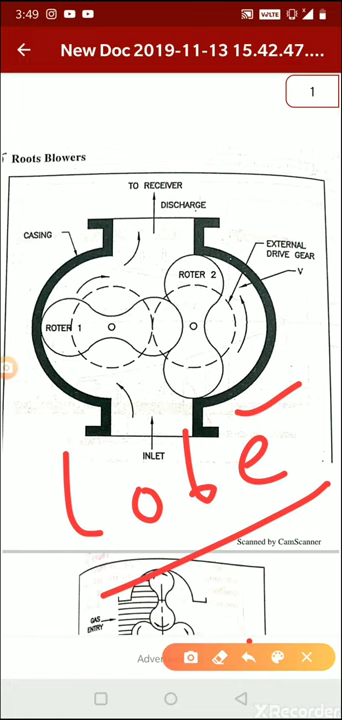 3:49
VoLTE
New Doc 2019-11-13 15.42.47....
1
Roots Blowers
TO RECEIVER
DISCHARGE
CASING
EXTERNAL
DRIVE GEAR
V
ROTER 2
ROTER 1
INLET
lobe
Scanned by CamScanner
GAS
ENTRY
Adver
XRecorder